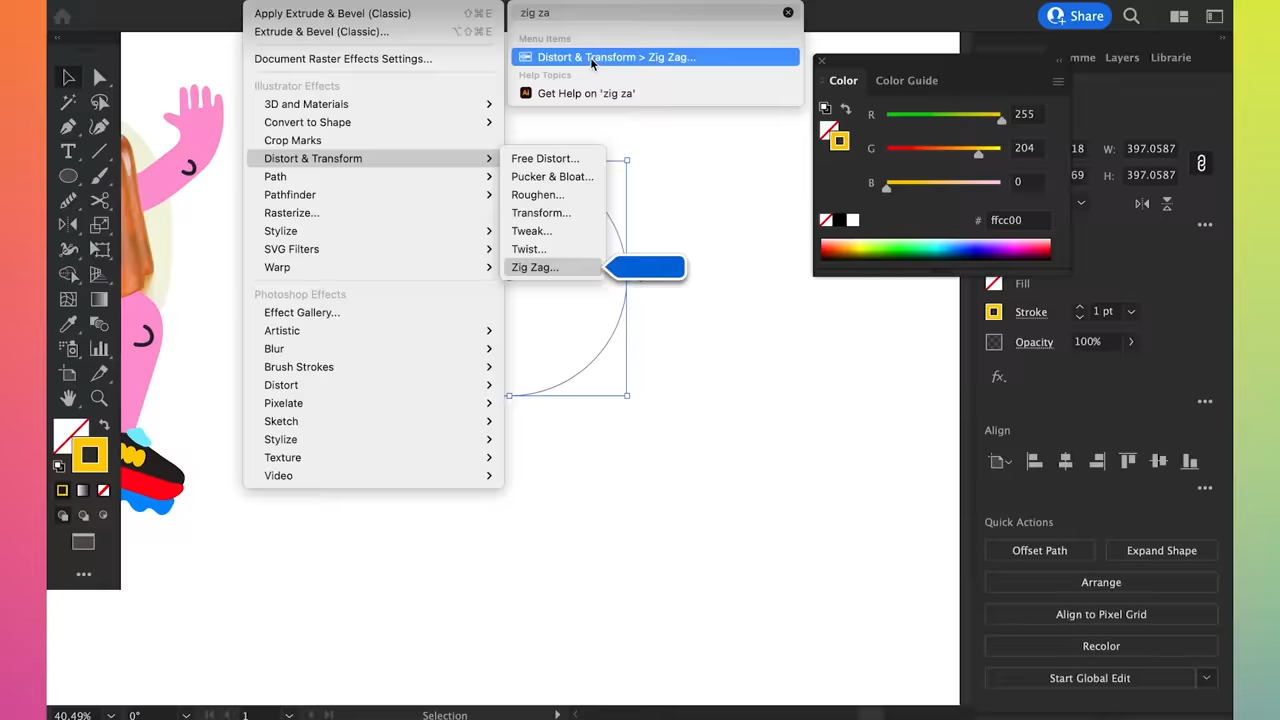 Apply Extrude & Bevel (Classic) ⇧⌘E
Extrude & Bevel (Classic)... ⌥⇧⌘E
Document Raster Effects Settings...
Illustrator Effects
3D and Materials
Convert to Shape
Crop Marks
Distort & Transform
Path
Pathfinder
Rasterize...
Stylize
SVG Filters
Warp
Photoshop Effects
Effect Gallery...
Artistic
Blur
Brush Strokes
Distort
Pixelate
Sketch
Stylize
Texture
Video
zig za
Menu Items
Distort & Transform > Zig Zag...
Help Topics
Ai Get Help on 'zig za'
Free Distort...
Pucker & Bloat...
Roughen...
Transform...
Tweak...
Twist...
Zig Zag...
Share
Color Color Guide
R 255
G 204
B 0
# ffcc00
mme Layers Librarie
18 W: 397.0587
69 H: 397.0587
Fill
Stroke 1 pt
Opacity 100%
fx.
Align
Quick Actions
Offset Path Expand Shape
Arrange
Align to Pixel Grid
Recolor
Start Global Edit
40.49% 0° 1 Selection